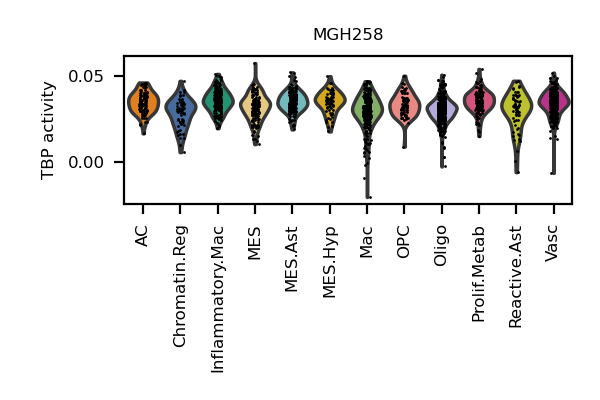 MGH258
TBP activity
0.05
0.00
AC
Chromatin.Reg
Inflammatory.Mac
MES
MES.Ast
MES.Hyp
Mac
OPC
Oligo
Prolif.Metab
Reactive.Ast
Vasc